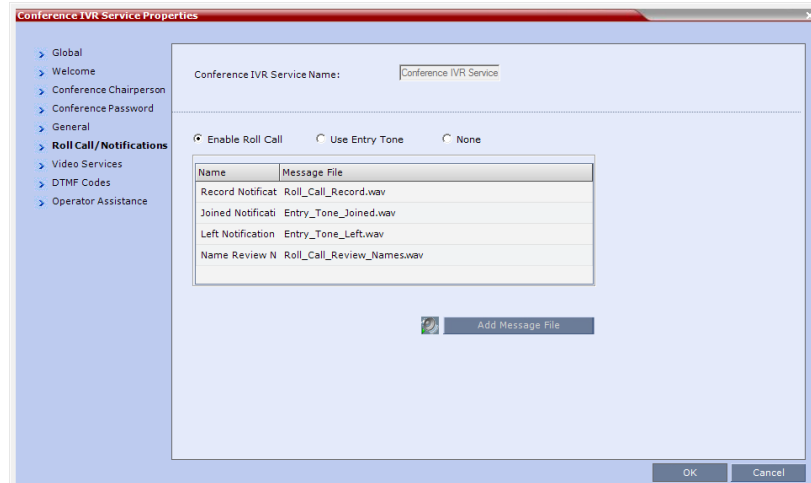 Conference IVR Service Properties
Global
Welcome
Conference Chairperson
Conference Password
General
Roll Call/Notifications
Video Services
DTMF Codes
Operator Assistance
Conference IVR Service Name: Conference IVR Service
Enable Roll Call Use Entry Tone None
Name Message File
Record Notificat Roll_Call_Record.wav
Joined Notificati Entry_Tone_Joined.wav
Left Notification Entry_Tone_Left.wav
Name Review N Roll_Call_Review_Names.wav
Add Message File
OK Cancel